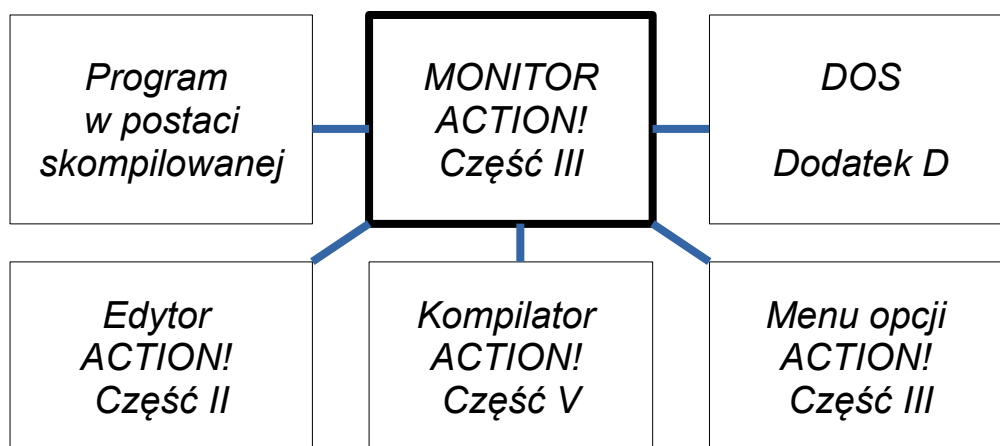 Program
w postaci
skompilowanej
MONITOR
ACTION!
Część III
DOS
Dodatek D
Edytor
ACTION!
Część II
Kompilator
ACTION!
Część V
Menu opcji
ACTION!
Część III